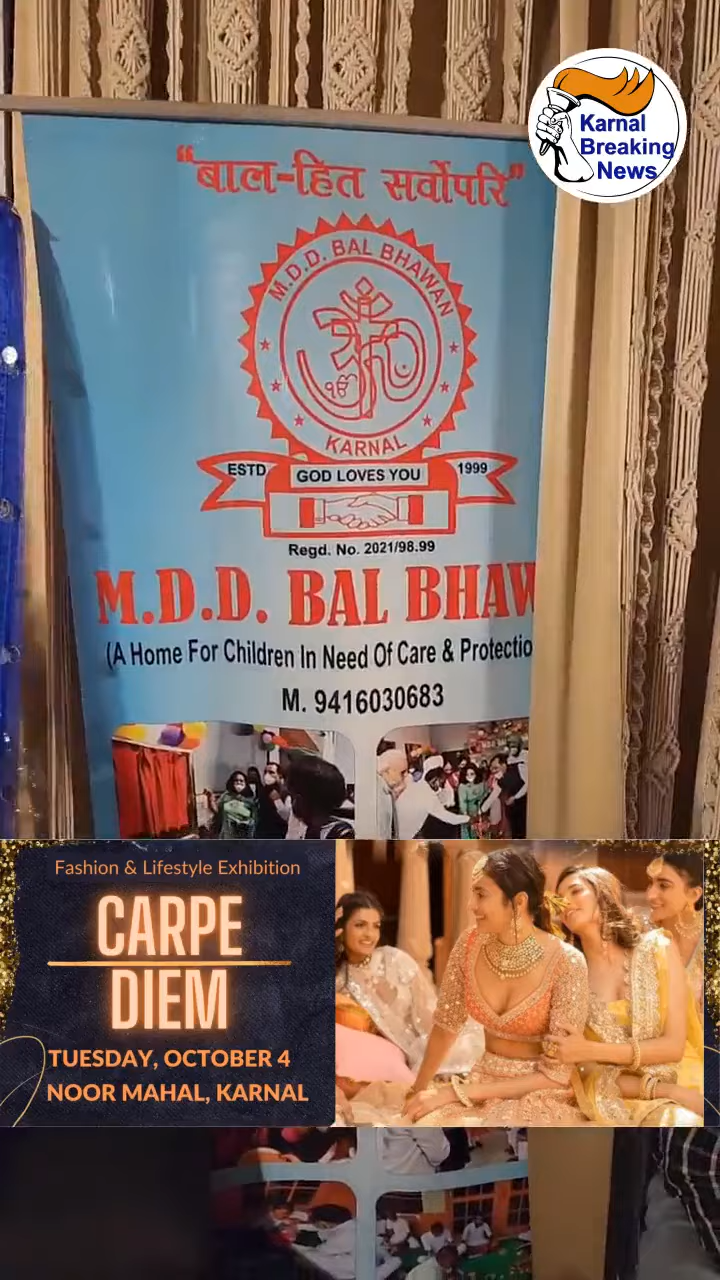 Karnal
Breaking
News
"बाल-हित सर्वोपरि"
M.D.D. BAL BHAWAN
KARNAL
ESTD
GOD LOVES YOU
1999
Regd. No. 2021/98.99
M.D.D. BAL BHAW
(A Home For Children In Need Of Care & Protectio
M. 9416030683
Fashion & Lifestyle Exhibition
CARPE
DIEM
TUESDAY, OCTOBER 4
NOOR MAHAL, KARNAL